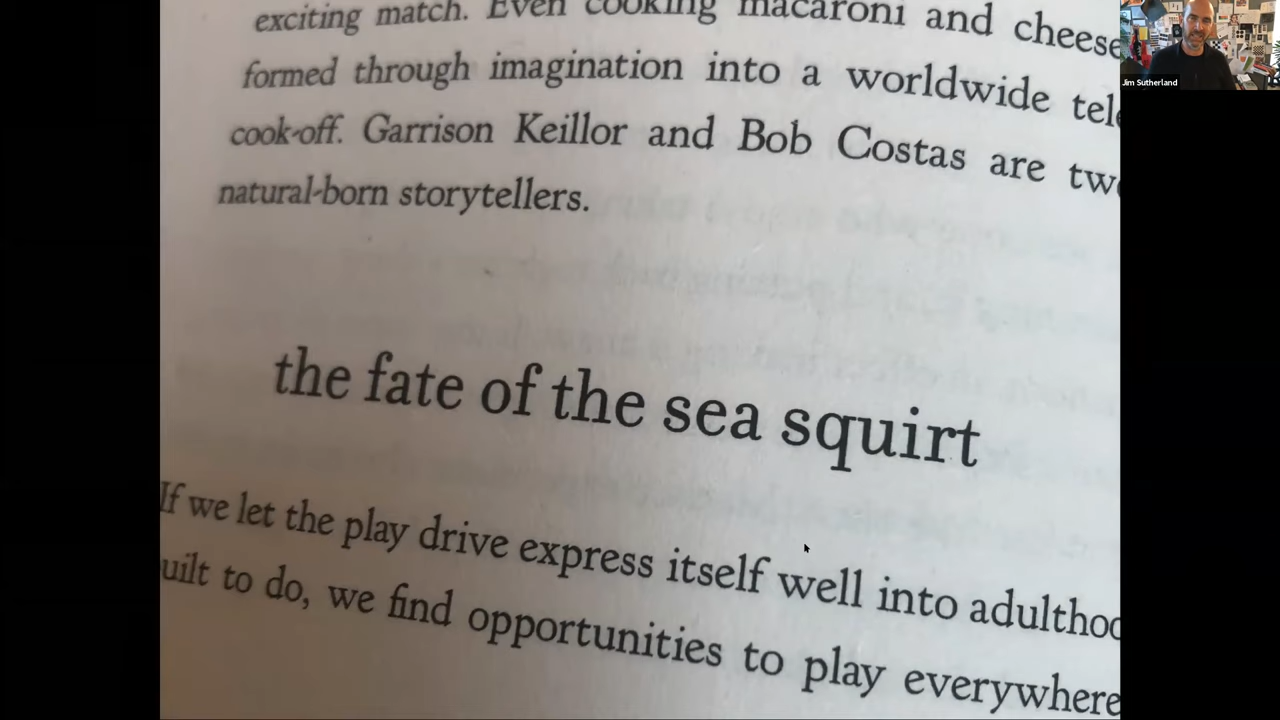 exciting match. Even cooking macaroni and cheese
formed through imagination into a worldwide tele
cook-off. Garrison Keillor and Bob Costas are two
natural-born storytellers.
the fate of the sea squirt
If we let the play drive express itself well into adulthoo
uilt to do, we find opportunities to play everywhere
Jim Sutherland